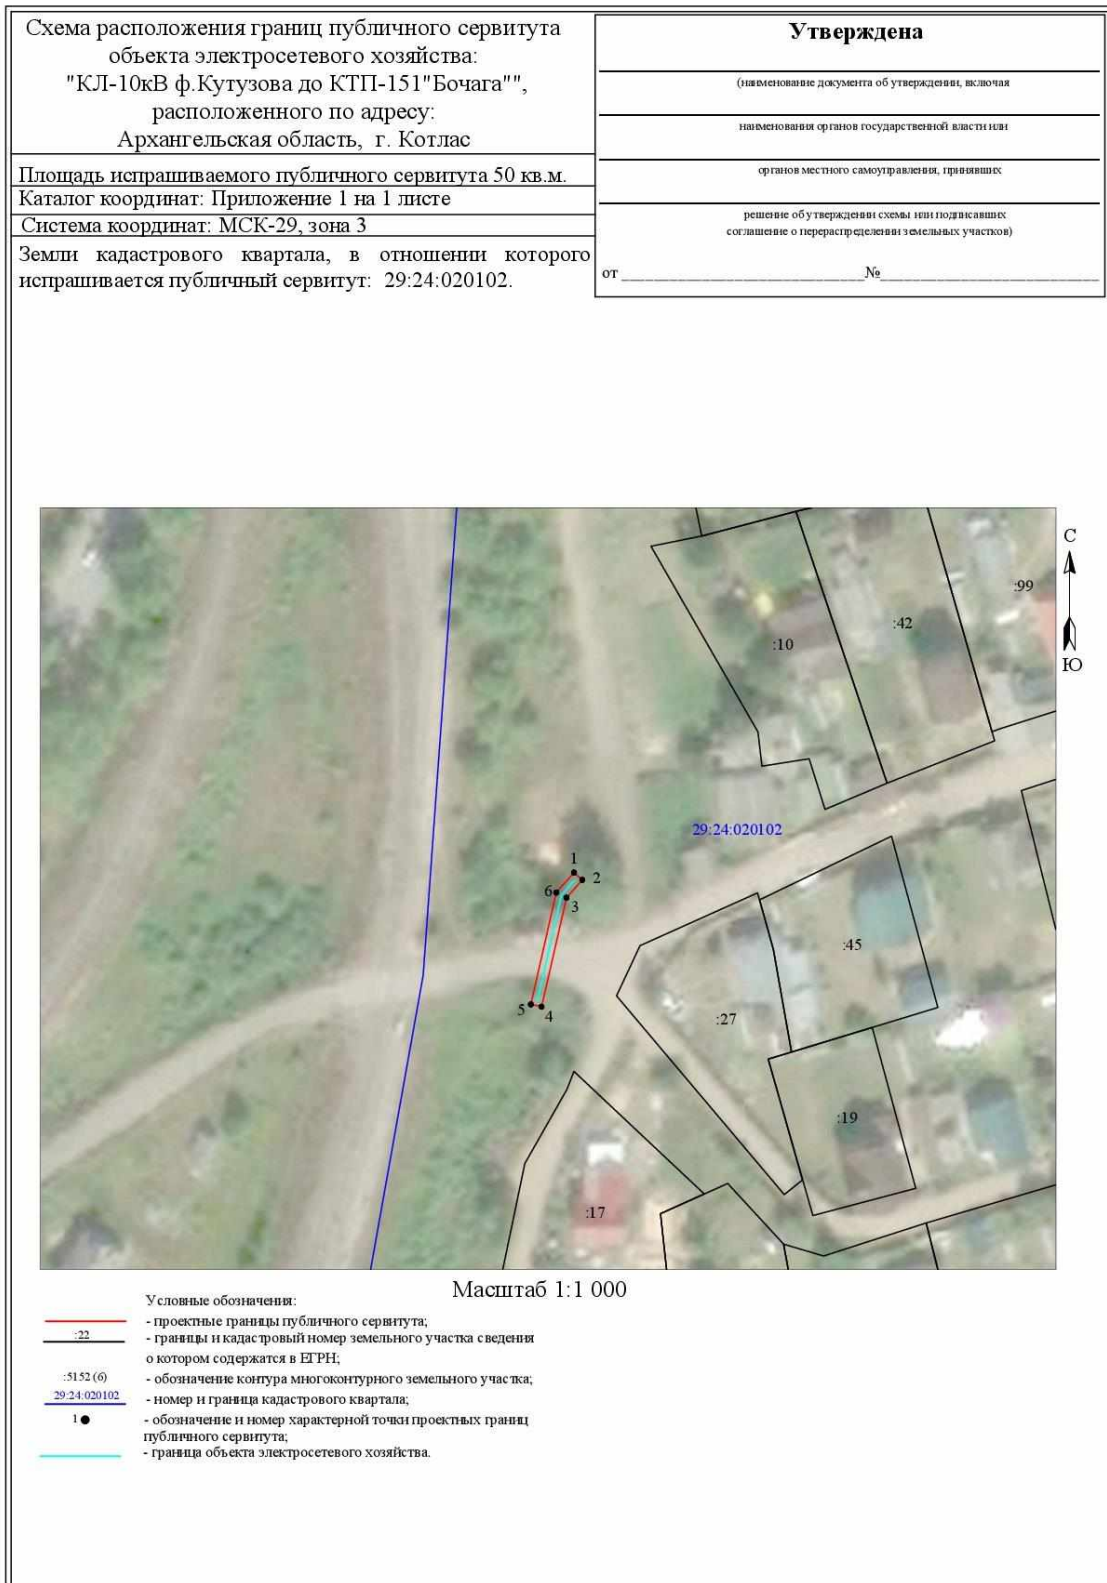 Схема расположения границ публичного сервитута
объекта электросетевого хозяйства:
"КЛ-10кВ ф.Кутузова до КТП-151"Бочага"",
расположенного по адресу:
Архангельская область, г. Котлас
Площадь испрашиваемого публичного сервитута 50 кв.м.
Каталог координат: Приложение 1 на 1 листе
Система координат: МСК-29, зона 3
Земли кадастрового квартала, в отношении которого
испрашивается публичный сервитут: 29:24:020102.
Утверждена
(наименование документа об утверждении, включая
наименования органов государственной власти или
органов местного самоуправления, принявших
решение об утверждении схемы или подписавших
соглашение о перераспределении земельных участков)
от ______________________________ № ___________________________
С
Ю
:99
:42
:10
29:24:020102
1
2
6
3
:45
5
4
:27
:19
:17
Масштаб 1:1 000
Условные обозначения:
- проектные границы публичного сервитута;
:22 - границы и кадастровый номер земельного участка сведения
о котором содержатся в ЕГРН;
:5152 (6) - обозначение контура многоконтурного земельного участка;
29:24:020102 - номер и граница кадастрового квартала;
1 ● - обозначение и номер характерной точки проектных границ
публичного сервитута;
- граница объекта электросетевого хозяйства.